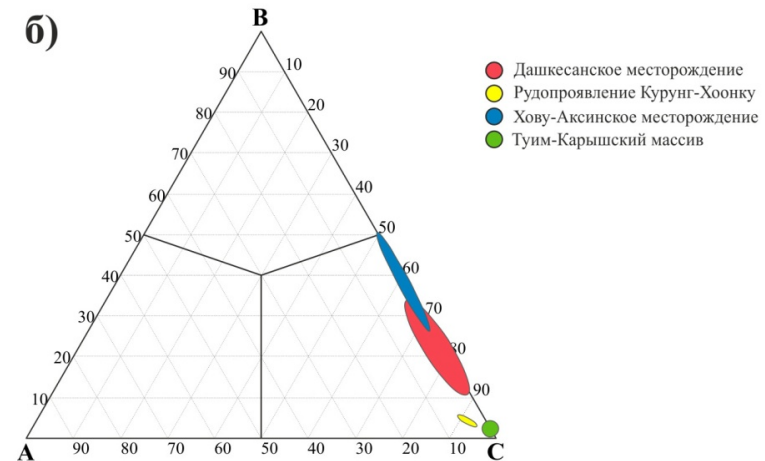 б)
B
90 10
80 20
70 30
60 40
50 50
40 60
30 70
20 80
10 90
A 90 80 70 60 50 40 30 20 10 C
Дашкесанское месторождение
Рудопроявление Курунг-Хоонку
Хову-Аксинское месторождение
Туим-Карышский массив